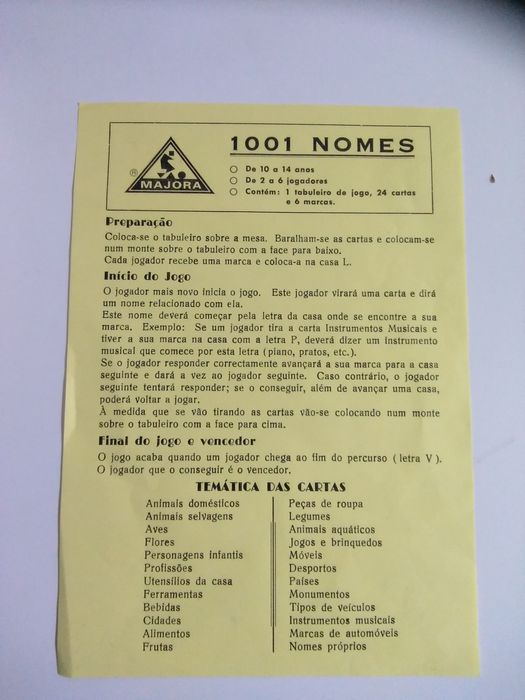 1001 NOMES
® MAJORA
○ De 10 a 14 anos
○ De 2 a 6 jogadores
○ Contém: 1 tabuleiro de jogo, 24 cartas
e 6 marcas.
Preparação
Coloca-se o tabuleiro sobre a mesa. Baralham-se as cartas e colocam-se
num monte sobre o tabuleiro com a face para baixo.
Cada jogador recebe uma marca e coloca-a na casa L.
Início do Jogo
O jogador mais novo inicia o jogo. Este jogador virará uma carta e dirá
um nome relacionado com ela.
Este nome deverá começar pela letra da casa onde se encontre a sua
marca. Exemplo: Se um jogador tira a carta Instrumentos Musicais e
tiver a sua marca na casa com a letra P, deverá dizer um instrumento
musical que comece por esta letra (piano, pratos, etc.).
Se o jogador responder correctamente avançará a sua marca para a casa
seguinte e dará a vez ao jogador seguinte. Caso contrário, o jogador
seguinte tentará responder; se o conseguir, além de avançar uma casa,
poderá voltar a jogar.
À medida que se vão tirando as cartas vão-se colocando num monte
sobre o tabuleiro com a face para cima.
Final do jogo e vencedor
O jogo acaba quando um jogador chega ao fim do percurso ( letra V ).
O jogador que o conseguir é o vencedor.
TEMÁTICA DAS CARTAS
Animais domésticos
Animais selvagens
Aves
Flores
Personagens infantis
Profissões
Utensílios da casa
Ferramentas
Bebidas
Cidades
Alimentos
Frutas
Peças de roupa
Legumes
Animais aquáticos
Jogos e brinquedos
Móveis
Desportos
Países
Monumentos
Tipos de veículos
Instrumentos musicais
Marcas de automóveis
Nomes próprios